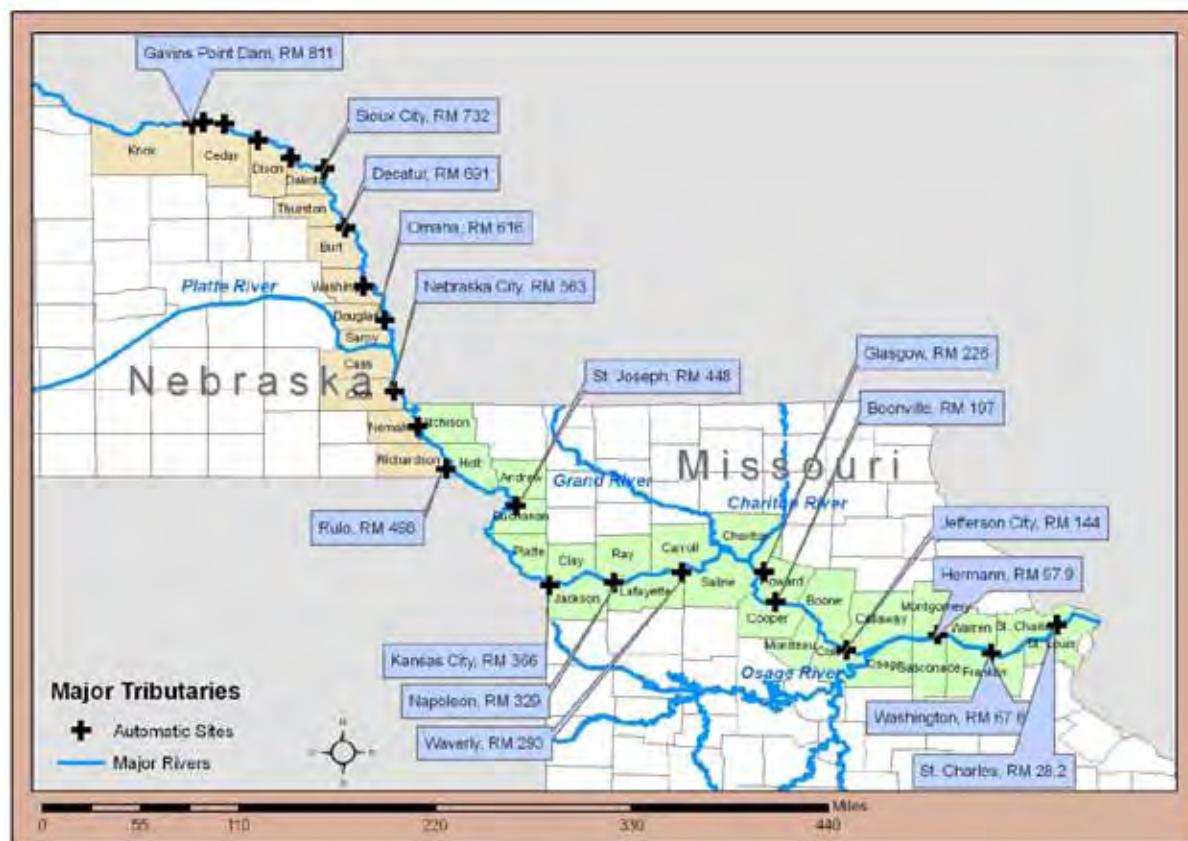 Gavins Point Dam, RM 811
Sioux City, RM 732
Decatur, RM 691
Omaha, RM 616
Nebraska City, RM 563
Knox
Cedar
Dixon
Dakota
Thurston
Burt
Washin
Douglas
Sarpy
Cass
Platte River
Nebraska
Nemaha
Richardson
St. Joseph, RM 448
Glasgow, RM 226
Boonville, RM 197
Missouri
Grand River
Chariton River
Jefferson City, RM 144
Hermann, RM 97.9
Rulo, RM 498
tchison
Holt
Andrew
Buchanan
Platte
Clay
Ray
Carroll
Chariton
Jackson
Lafayette
Saline
Howard
Cooper
Boone
Moniteau
Cole
Callaway
Osage
Montgomery
Gasconade
Warren
Franklin
St. Charles
St. Louis
Osage River
Kansas City, RM 366
Napoleon, RM 329
Waverly, RM 293
Washington, RM 67.6
St. Charles, RM 28.2
Major Tributaries
Automatic Sites
Major Rivers
N
Miles
0 55 110 220 330 440